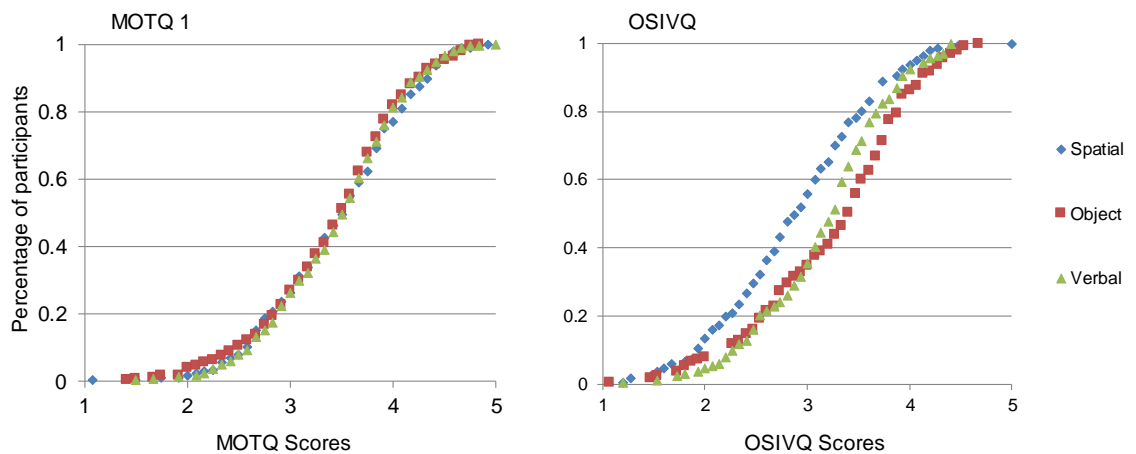 MOTQ 1
OSIVQ
Percentage of participants
1
0.8
0.6
0.4
0.2
0
1 2 3 4 5
MOTQ Scores
1
0.8
0.6
0.4
0.2
0
1 2 3 4 5
OSIVQ Scores
Spatial
Object
Verbal